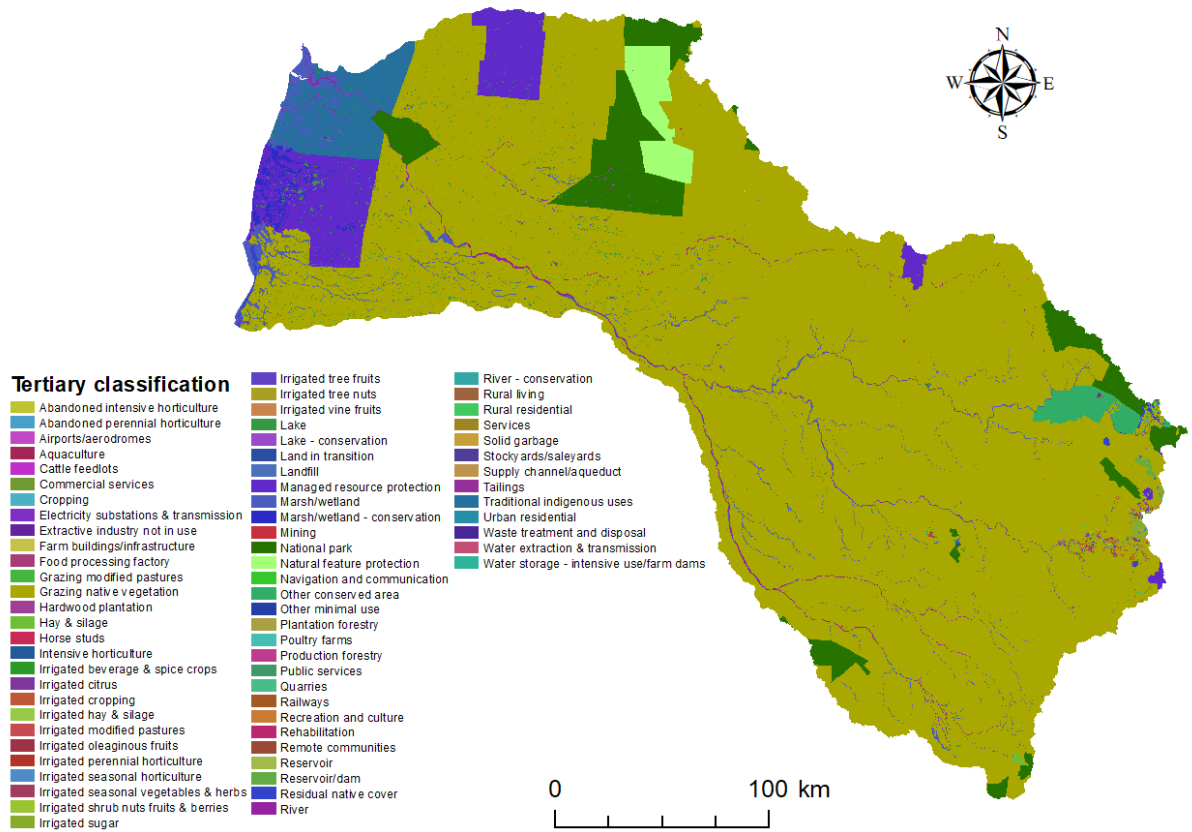 N
W E
S
Tertiary classification
Abandoned intensive horticulture
Abandoned perennial horticulture
Airports/aerodromes
Aquaculture
Cattle feedlots
Commercial services
Cropping
Electricity substations & transmission
Extractive industry not in use
Farm buildings/infrastructure
Food processing factory
Grazing modified pastures
Grazing native vegetation
Hardwood plantation
Hay & silage
Horse studs
Intensive horticulture
Irrigated beverage & spice crops
Irrigated citrus
Irrigated cropping
Irrigated hay & silage
Irrigated modified pastures
Irrigated oleaginous fruits
Irrigated perennial horticulture
Irrigated seasonal horticulture
Irrigated seasonal vegetables & herbs
Irrigated shrub nuts fruits & berries
Irrigated sugar
Irrigated tree fruits
Irrigated tree nuts
Irrigated vine fruits
Lake
Lake - conservation
Land in transition
Landfill
Managed resource protection
Marsh/wetland
Marsh/wetland - conservation
Mining
National park
Natural feature protection
Navigation and communication
Other conserved area
Other minimal use
Plantation forestry
Poultry farms
Production forestry
Public services
Quarries
Railways
Recreation and culture
Rehabilitation
Remote communities
Reservoir
Reservoir/dam
Residual native cover
River
River - conservation
Rural living
Rural residential
Services
Solid garbage
Stockyards/saleyards
Supply channel/aqueduct
Tailings
Traditional indigenous uses
Urban residential
Waste treatment and disposal
Water extraction & transmission
Water storage - intensive use/farm dams
0 100 km